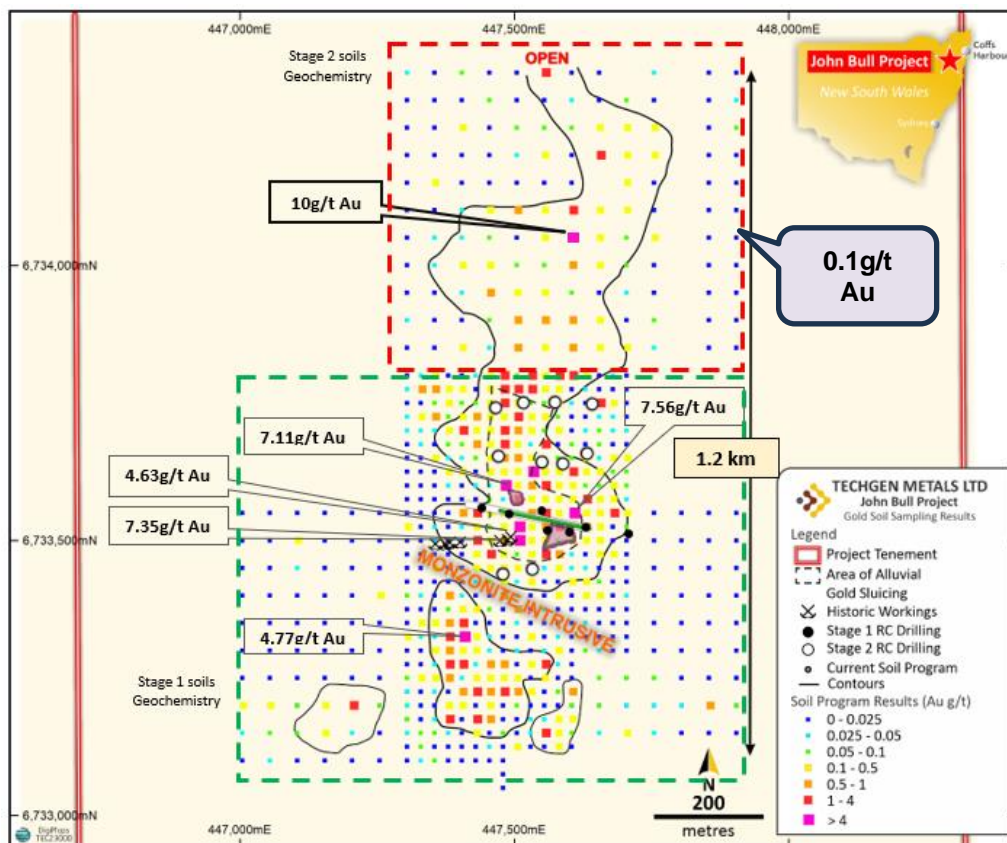 447,000mE
447,500mE
448,000mE
Stage 2 soils
Geochemistry
OPEN
Coffs
Harbour
John Bull Project
New South Wales
Sydney
10g/t Au
0.1g/t
Au
6,734,000mN
7.11g/t Au
7.56g/t Au
1.2 km
4.63g/t Au
7.35g/t Au
6,733,500mN
MONZONITE INTRUSIVE
4.77g/t Au
Stage 1 soils
Geochemistry
TECHGEN METALS LTD
John Bull Project
Gold Soil Sampling Results
Legend
Project Tenement
Area of Alluvial
Gold Sluicing
Historic Workings
Stage 1 RC Drilling
Stage 2 RC Drilling
Current Soil Program
Contours
Soil Program Results (Au g/t)
0 - 0.025
0.025 - 0.05
0.05 - 0.1
0.1 - 0.5
0.5 - 1
1 - 4
> 4
N
200
metres
6,733,000mN
447,000mE
447,500mE
448,000mE
DigiMaps
TEC23000